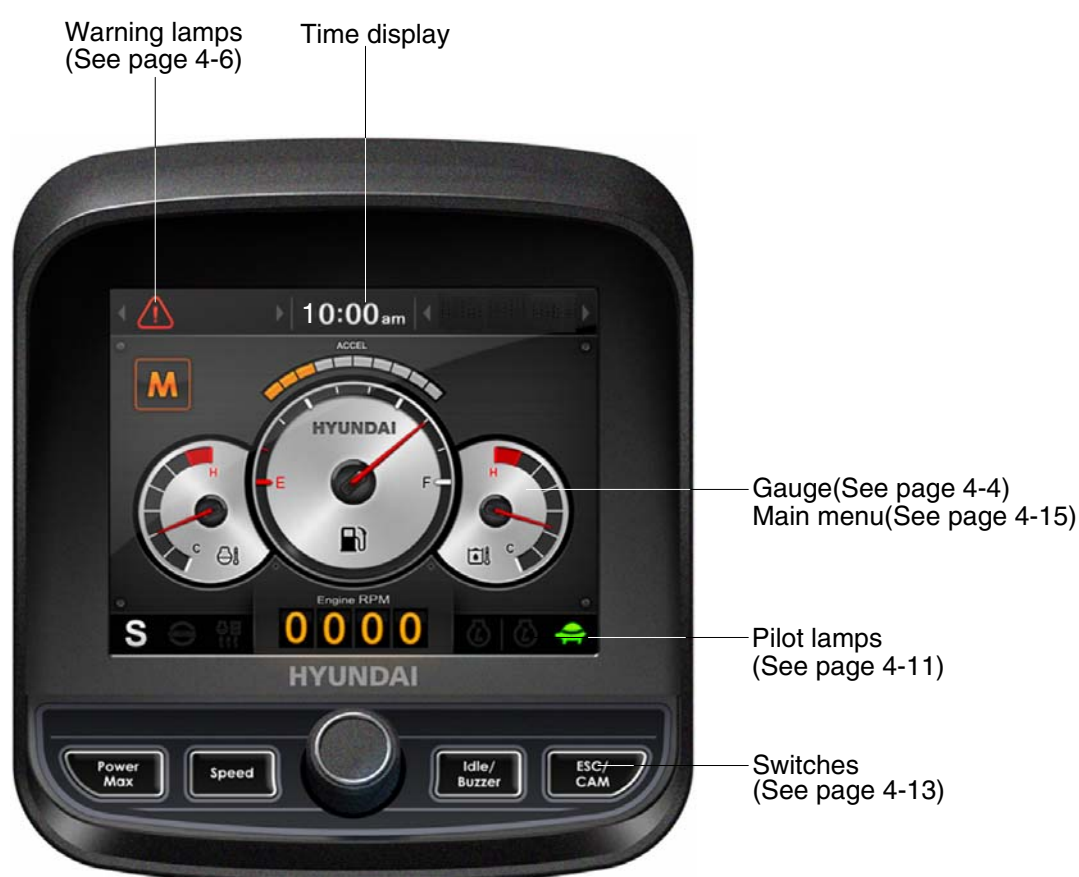 Warning lamps
(See page 4-6)
Time display
10:00am
ACCEL
M
HYUNDAI
E
F
H
C
H
C
Gauge(See page 4-4)
Main menu(See page 4-15)
Engine RPM
0000
S
Pilot lamps
(See page 4-11)
HYUNDAI
Power
Max
Speed
Idle/
Buzzer
ESC/
CAM
Switches
(See page 4-13)